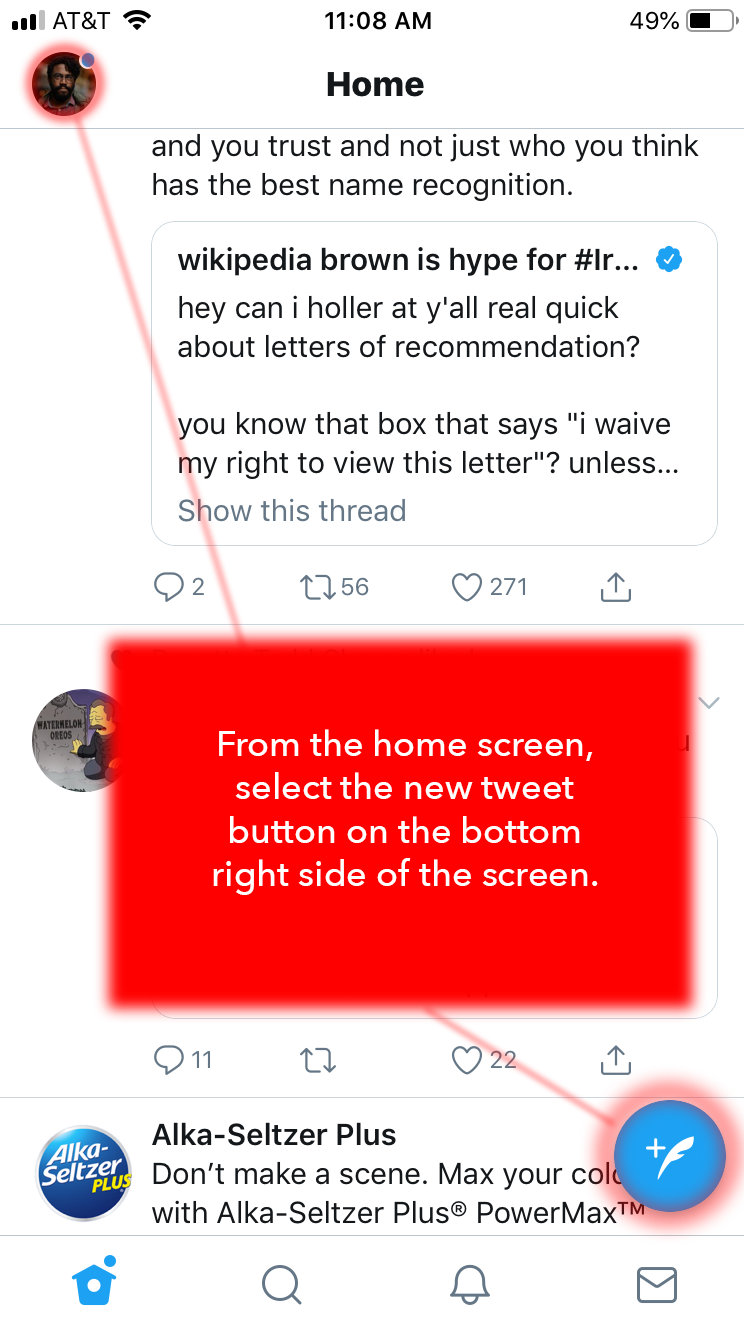 AT&T 11:08 AM 49%
Home
and you trust and not just who you think
has the best name recognition.
wikipedia brown is hype for #Ir...
hey can i holler at y'all real quick
about letters of recommendation?
you know that box that says "i waive
my right to view this letter"? unless...
Show this thread
2 56 271
WATERMELON
OREOS
From the home screen,
select the new tweet
button on the bottom
right side of the screen.
11 22
Alka-Seltzer PLUS
Alka-Seltzer Plus
Don’t make a scene. Max your
with Alka-Seltzer Plus® PowerMax™